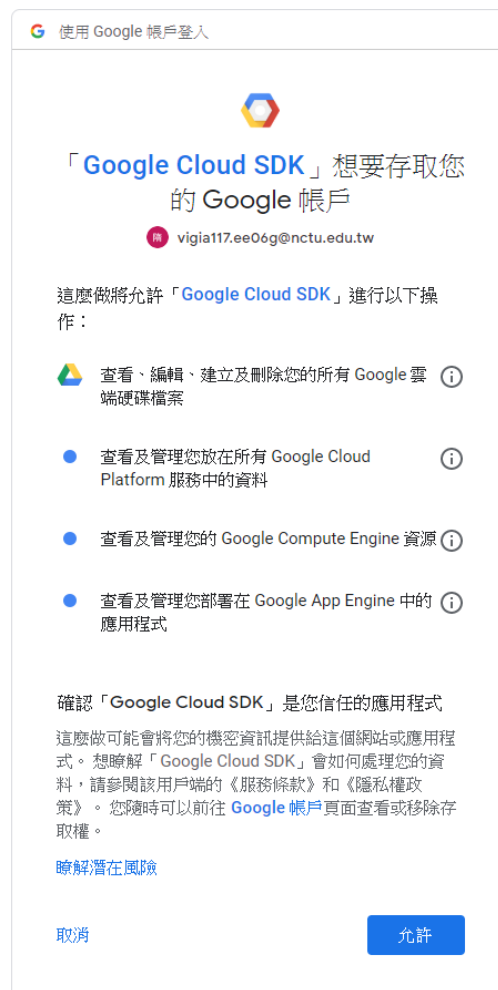 使用 Google 帳戶登入
「Google Cloud SDK」想要存取您
的 Google 帳戶
隋 vigia117.ee06g@nctu.edu.tw
這麼做將允許「Google Cloud SDK」進行以下操
作：
查看、編輯、建立及刪除您的所有 Google 雲
端硬碟檔案
查看及管理您放在所有 Google Cloud
Platform 服務中的資料
查看及管理您的 Google Compute Engine 資源
查看及管理您部署在 Google App Engine 中的
應用程式
確認「Google Cloud SDK」是您信任的應用程式
這麼做可能會將您的機密資訊提供給這個網站或應用程
式。 想瞭解「Google Cloud SDK」會如何處理您的資
料，請參閱該用戶端的《服務條款》和《隱私權政
策》。 您隨時可以前往 Google 帳戶頁面查看或移除存
取權。
瞭解潛在風險
取消
允許